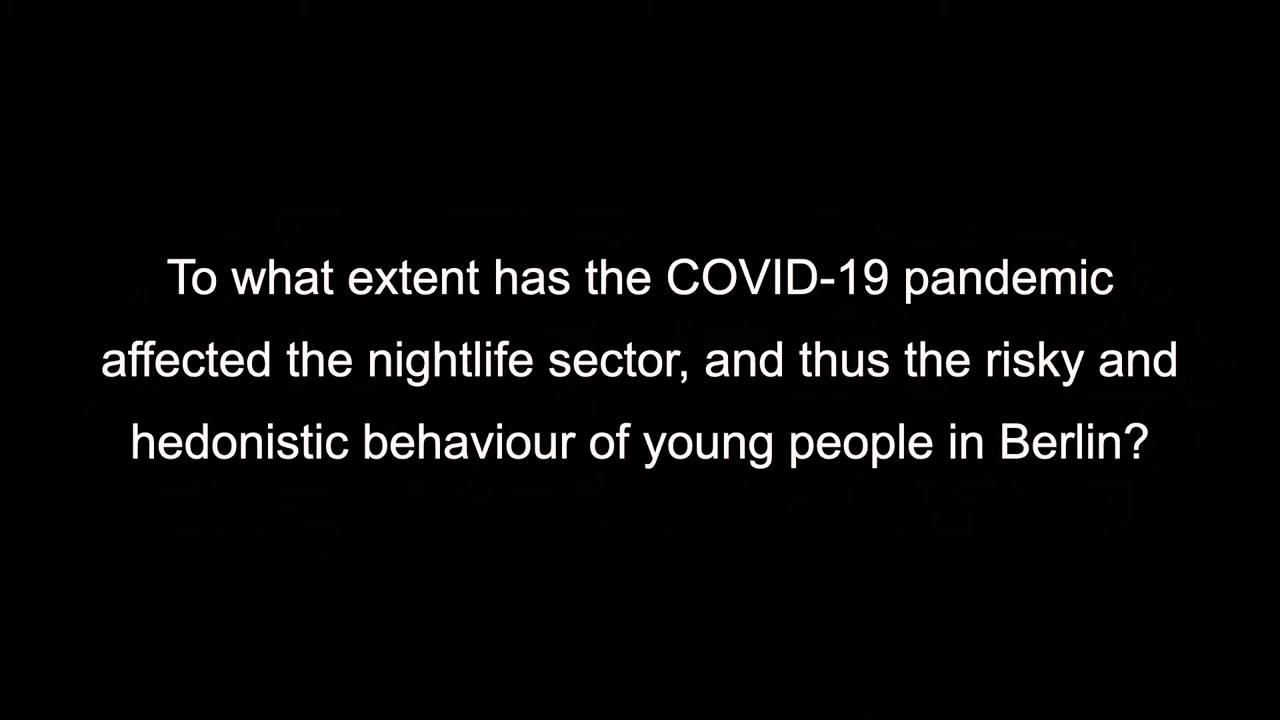 To what extent has the COVID-19 pandemic
affected the nightlife sector, and thus the risky and
hedonistic behaviour of young people in Berlin?